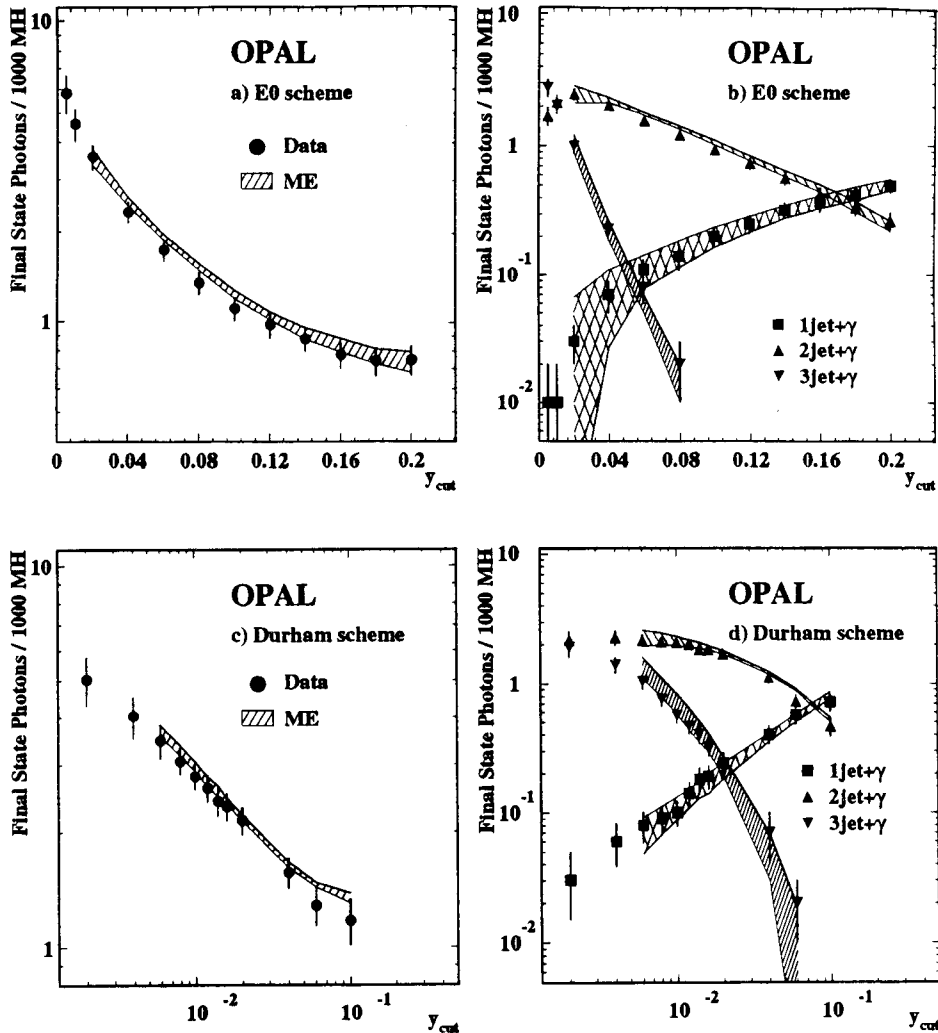 Final State Photons / 1000 MH
10
1
OPAL
a) E0 scheme
Data
ME
0
0.04
0.08
0.12
0.16
0.2
y_cut
Final State Photons / 1000 MH
10
1
10^-1
10^-2
OPAL
b) E0 scheme
1jet+γ
2jet+γ
3jet+γ
0
0.04
0.08
0.12
0.16
0.2
y_cut
Final State Photons / 1000 MH
10
1
OPAL
c) Durham scheme
Data
ME
10^-2
10^-1
y_cut
Final State Photons / 1000 MH
10
1
10^-1
10^-2
OPAL
d) Durham scheme
1jet+γ
2jet+γ
3jet+γ
10^-2
10^-1
y_cut